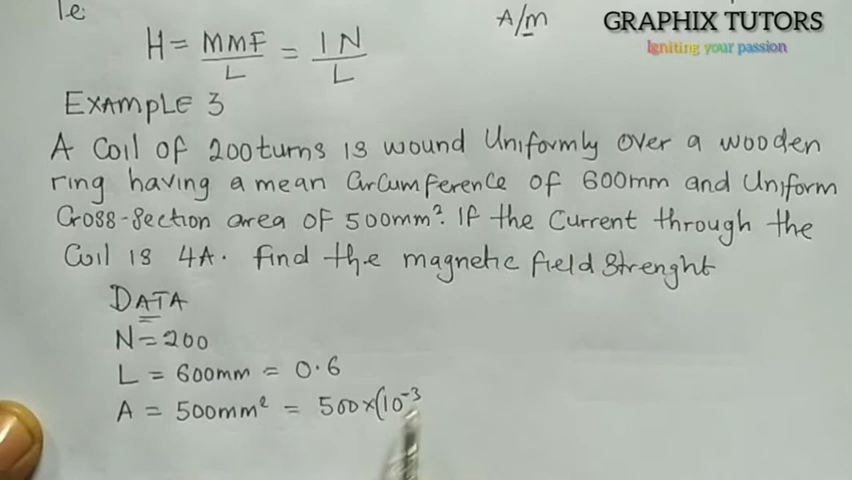 Ie.
A/m
GRAPHIX TUTORS
Igniting your passion
H = MMF/L = IN/L
EXAMPLE 3
A Coil of 200 turns is wound Uniformly over a wooden
ring having a mean Circumference of 600mm and Uniform
Cross-Section area of 500mm². If the Current through the
Coil is 4A. find the magnetic field Strenght
DATA
N = 200
L = 600mm = 0.6
A = 500mm² = 500×(10⁻³